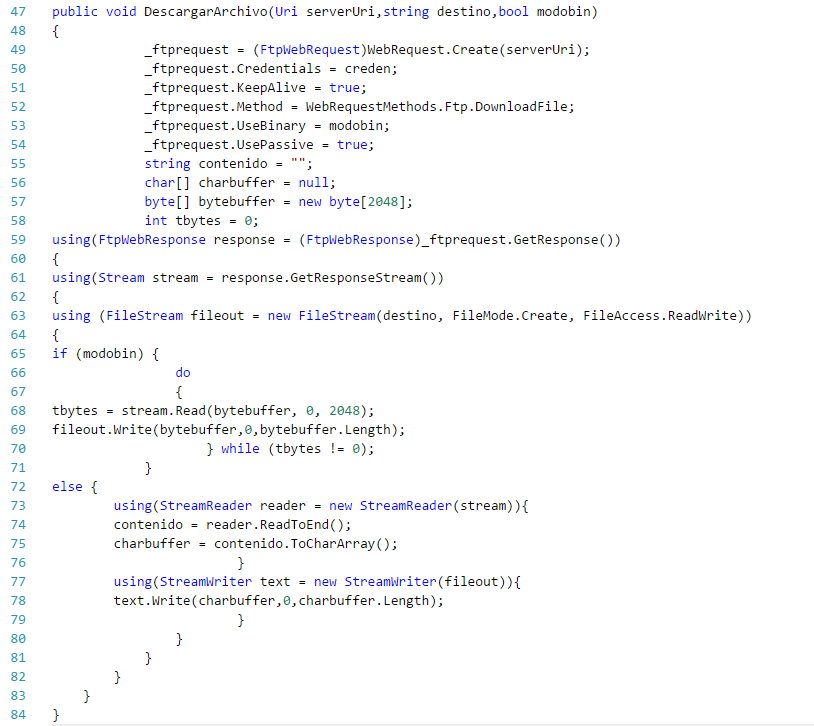 47 public void DescargarArchivo(Uri serverUri,string destino,bool modobin)
48 {
49 _ftprequest = (FtpWebRequest)WebRequest.Create(serverUri);
50 _ftprequest.Credentials = creden;
51 _ftprequest.KeepAlive = true;
52 _ftprequest.Method = WebRequestMethods.Ftp.DownloadFile;
53 _ftprequest.UseBinary = modobin;
54 _ftprequest.UsePassive = true;
55 string contenido = "";
56 char[] charbuffer = null;
57 byte[] bytebuffer = new byte[2048];
58 int tbytes = 0;
59 using(FtpWebResponse response = (FtpWebResponse)_ftprequest.GetResponse())
60 {
61 using(Stream stream = response.GetResponseStream())
62 {
63 using (FileStream fileout = new FileStream(destino, FileMode.Create, FileAccess.ReadWrite))
64 {
65 if (modobin) {
66 do
67 {
68 tbytes = stream.Read(bytebuffer, 0, 2048);
69 fileout.Write(bytebuffer,0,bytebuffer.Length);
70 } while (tbytes != 0);
71 }
72 else {
73 using(StreamReader reader = new StreamReader(stream)){
74 contenido = reader.ReadToEnd();
75 charbuffer = contenido.ToCharArray();
76 }
77 using(StreamWriter text = new StreamWriter(fileout)){
78 text.Write(charbuffer,0,charbuffer.Length);
79 }
80 }
81 }
82 }
83 }
84 }